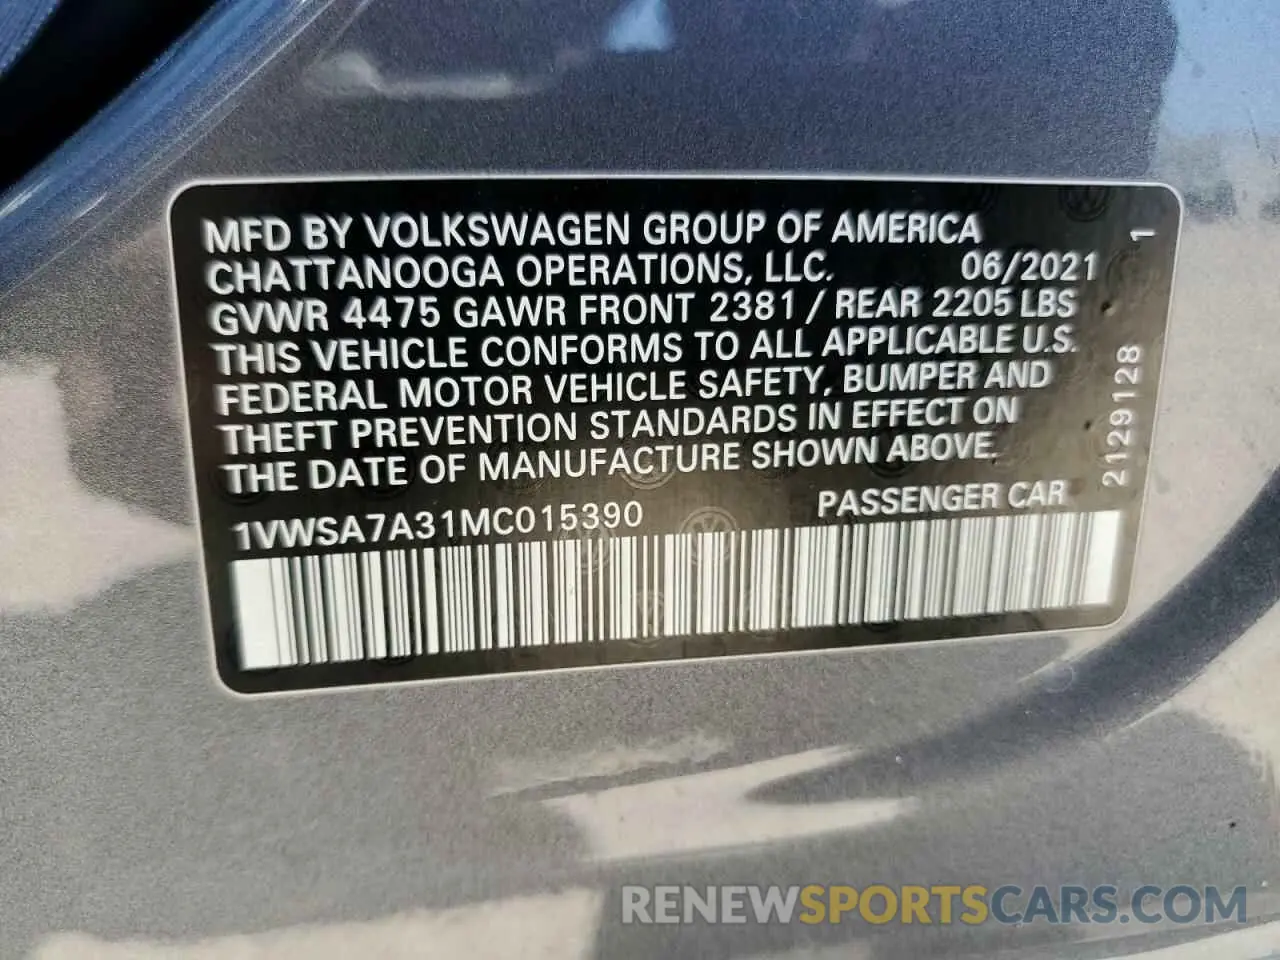 MFD BY VOLKSWAGEN GROUP OF AMERICA
CHATTANOOGA OPERATIONS, LLC. 06/2021
GVWR 4475 GAWR FRONT 2381 / REAR 2205 LBS
THIS VEHICLE CONFORMS TO ALL APPLICABLE U.S.
FEDERAL MOTOR VEHICLE SAFETY, BUMPER AND
THEFT PREVENTION STANDARDS IN EFFECT ON
THE DATE OF MANUFACTURE SHOWN ABOVE.
1VWSA7A31MC015390 PASSENGER CAR
2129128 1
RENEWSPORTSCARS.COM